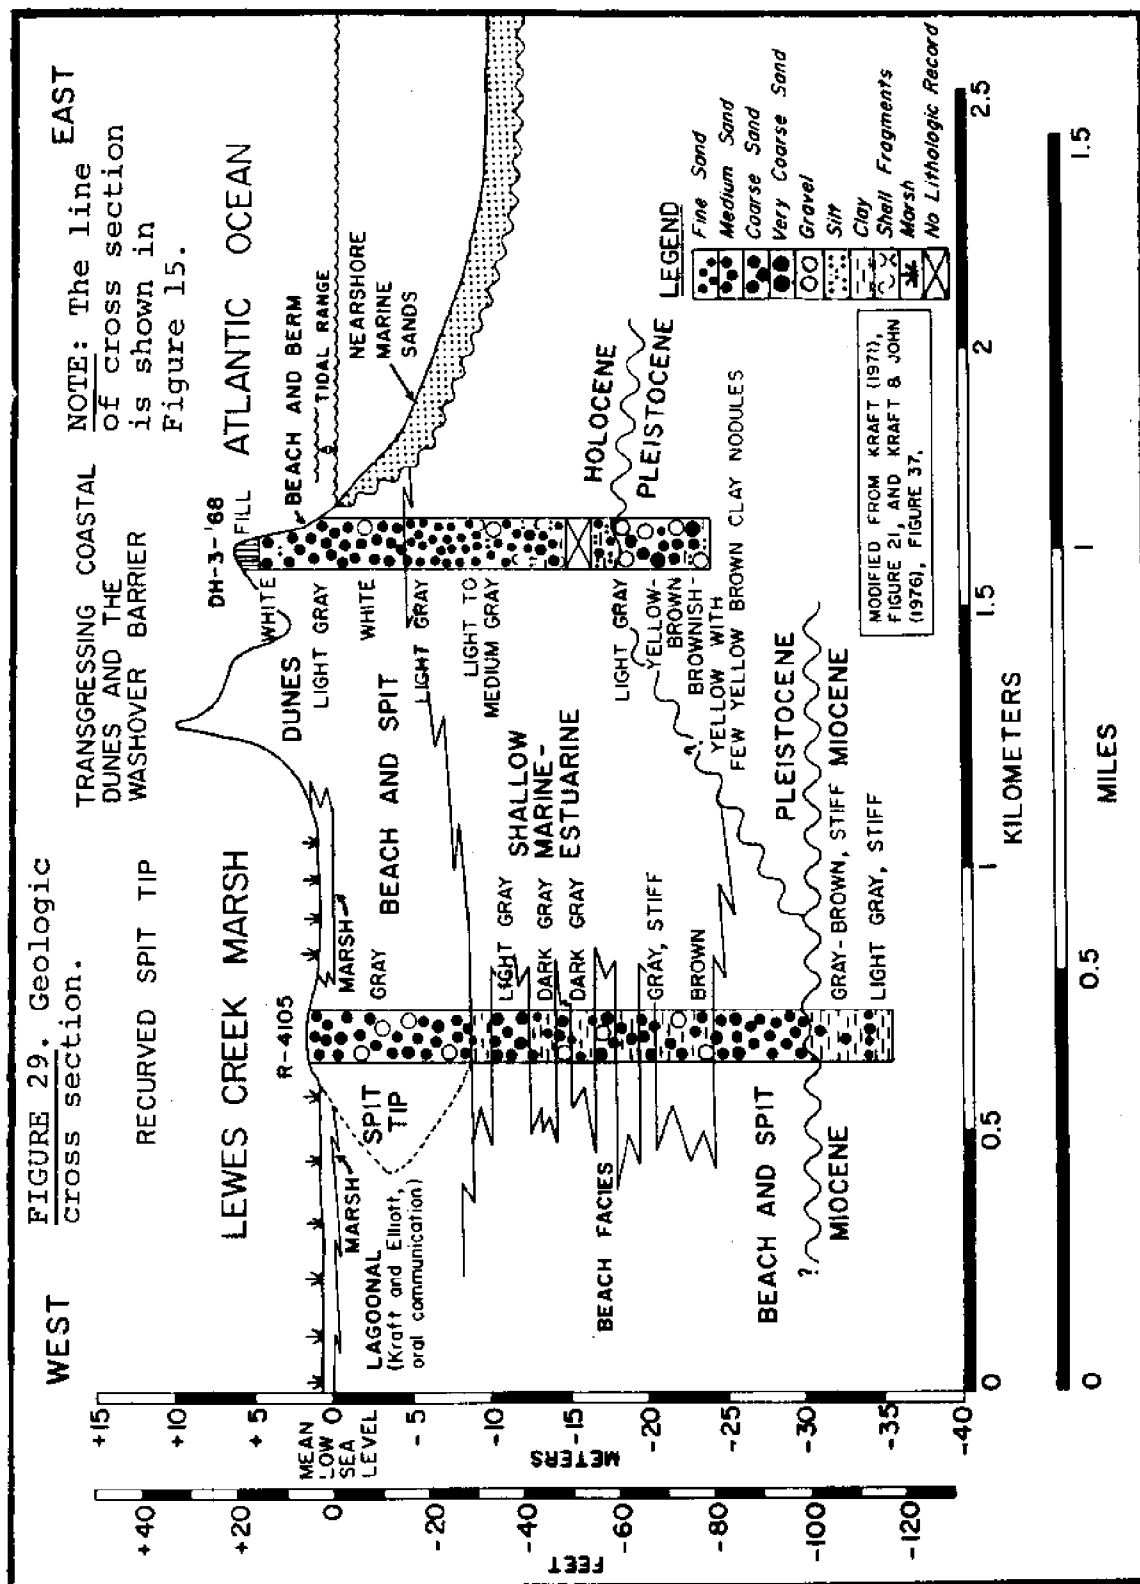 FIGURE 29. Geologic
cross section.
NOTE: The line
of cross section
is shown in
Figure 15.
WEST
EAST
RECURVED SPIT TIP
TRANSGRESSING COASTAL
DUNES AND THE
WASHOVER BARRIER
LEWES CREEK MARSH
ATLANTIC OCEAN
R-4105
DH-3-'68
FILL
BEACH AND BERM
TIDAL RANGE
NEARSHORE
MARINE
SANDS
MARSH
MARSH
LAGOONAL
(Kraft and Elliott,
oral communication)
SPIT
TIP
GRAY
BEACH AND SPIT
DUNES
WHITE
LIGHT GRAY
WHITE
LIGHT GRAY
LIGHT TO
MEDIUM GRAY
LIGHT GRAY
DARK GRAY
DARK GRAY
SHALLOW
MARINE-
ESTUARINE
GRAY, STIFF
BROWN
BEACH FACIES
BEACH AND SPIT
LIGHT GRAY
?
YELLOW-
BROWN
BROWNISH-
YELLOW WITH
FEW YELLOW BROWN CLAY NODULES
HOLOCENE
PLEISTOCENE
?
PLEISTOCENE
MIOCENE
?
MIOCENE
GRAY-BROWN, STIFF
LIGHT GRAY, STIFF
LEGEND
Fine Sand
Medium Sand
Coarse Sand
Very Coarse Sand
Gravel
Silt
Clay
Shell Fragments
Marsh
No Lithologic Record
MODIFIED FROM KRAFT (1971),
FIGURE 21, AND KRAFT & JOHN
(1976), FIGURE 37.
+15
+10
+5
0
-5
-10
-15
-20
-25
-30
-35
-40
MEAN
LOW
SEA
LEVEL
METERS
+40
+20
0
-20
-40
-60
-80
-100
-120
FEET
0 0.5 1 1.5 2 2.5
KILOMETERS
0 0.5 1 1.5
MILES